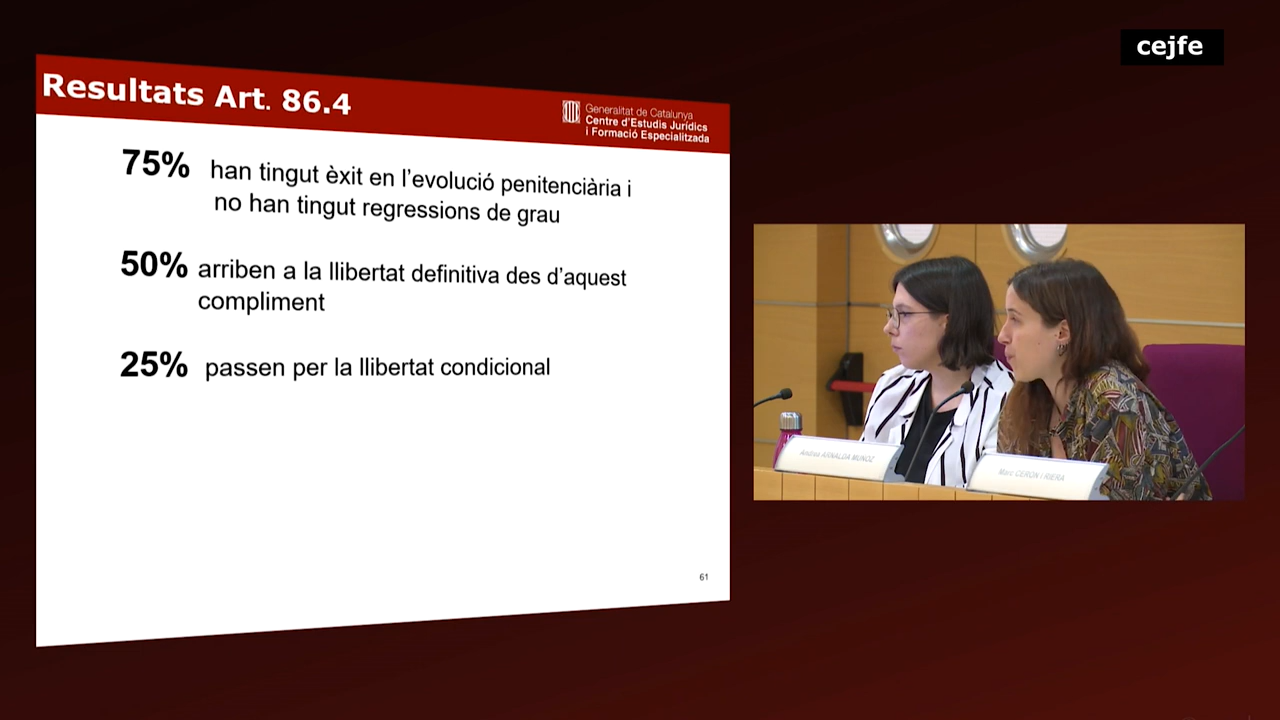 cejfe
Resultats Art. 86.4
Generalitat de Catalunya
Centre d'Estudis Jurídics
i Formació Especialitzada
75% han tingut èxit en l'evolució penitenciària i
no han tingut regressions de grau
50% arriben a la llibertat definitiva des d'aquest
compliment
25% passen per la llibertat condicional
61
Andrea ARNALDA MUÑOZ
Marc CERÓN i RIERA